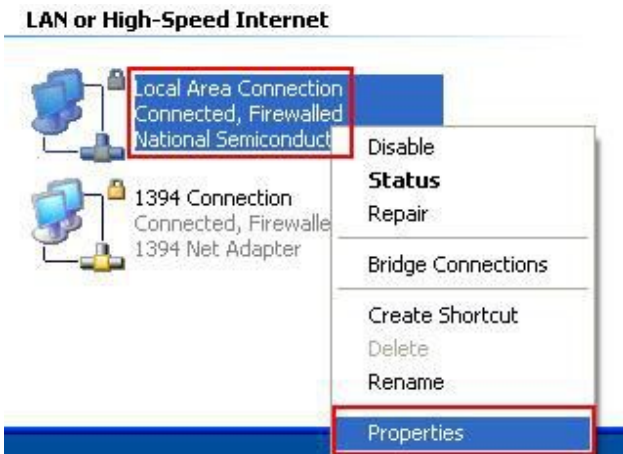 LAN or High-Speed Internet
Local Area Connection
Connected, Firewalled
National Semiconduct
1394 Connection
Connected, Firewalle
1394 Net Adapter
Disable
Status
Repair
Bridge Connections
Create Shortcut
Delete
Rename
Properties